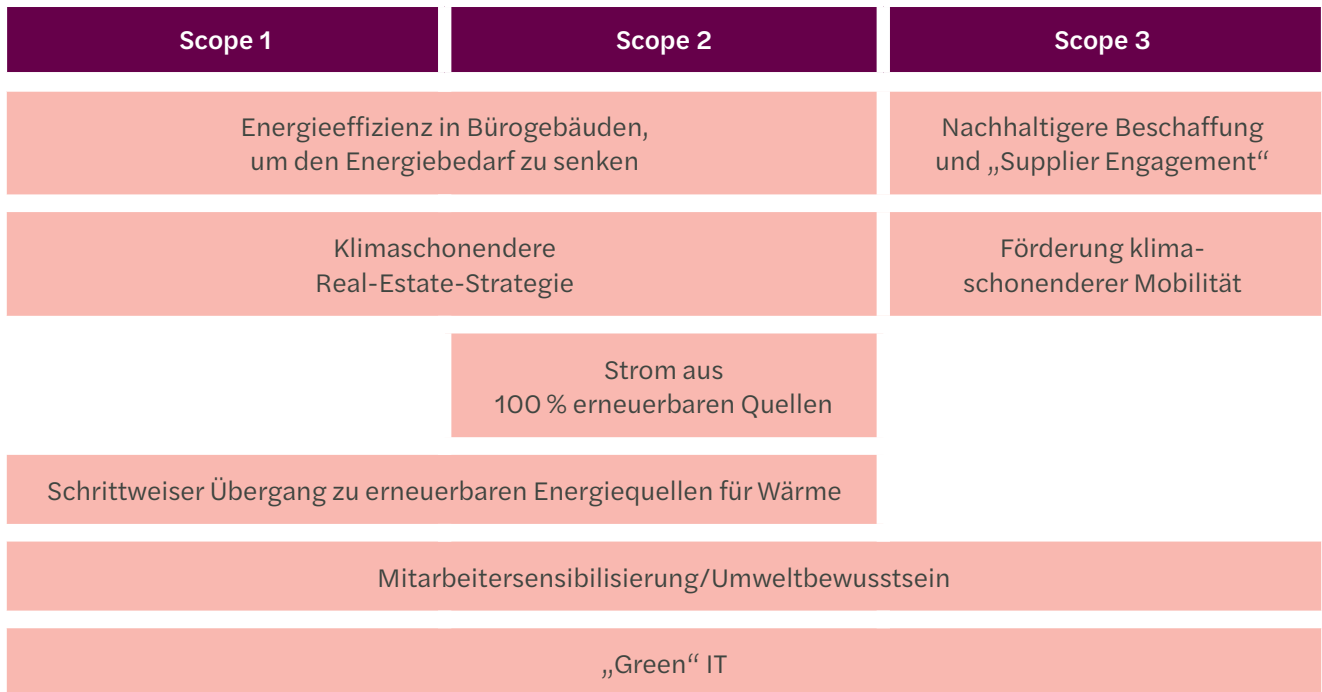 Scope 1
Scope 2
Scope 3
Energieeffizienz in Bürogebäuden,
um den Energiebedarf zu senken
Nachhaltigere Beschaffung
und „Supplier Engagement“
Klimaschonendere
Real-Estate-Strategie
Förderung klima-
schonenderer Mobilität
Strom aus
100 % erneuerbaren Quellen
Schrittweiser Übergang zu erneuerbaren Energiequellen für Wärme
Mitarbeitersensibilisierung/Umweltbewusstsein
„Green“ IT